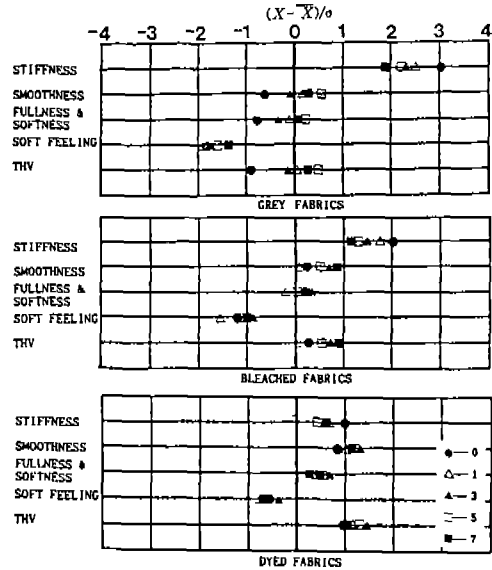 (X- X̄)/σ
-4 -3 -2 -1 0 1 2 3 4
STIFFNESS
SMOOTHNESS
FULLNESS &
SOFTNESS
SOFT FEELING
THV
GREY FABRICS
STIFFNESS
SMOOTHNESS
FULLNESS &
SOFTNESS
SOFT FEELING
THV
BLEACHED FABRICS
STIFFNESS
SMOOTHNESS
FULLNESS &
SOFTNESS
SOFT FEELING
THV
● — 0
△ — 1
▲ — 3
□ — 5
■ — 7
DYED FABRICS